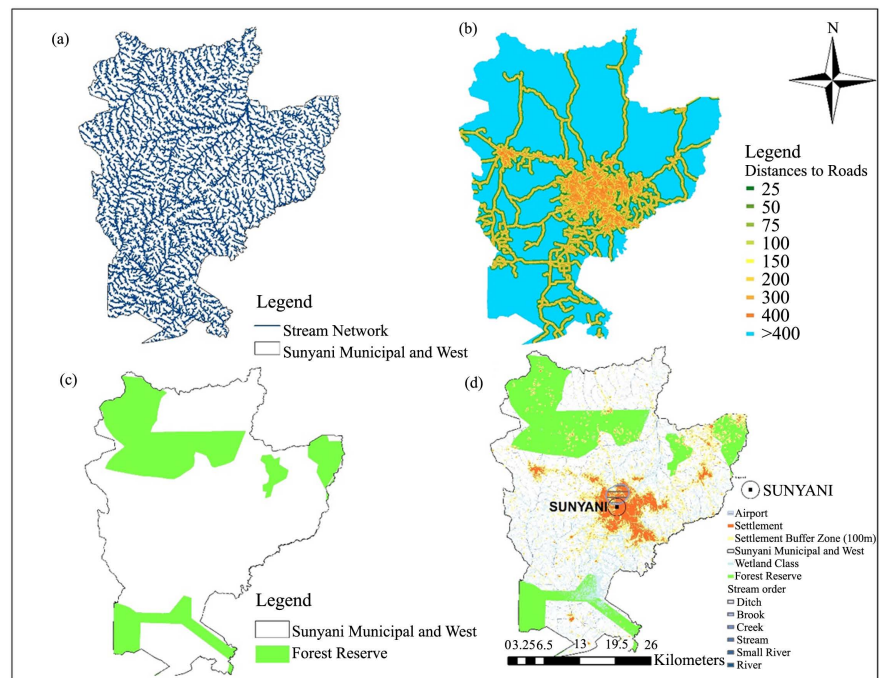 (a)
(b)
N
Legend
Distances to Roads
25
50
75
100
150
200
300
400
>400
Legend
Stream Network
Sunyani Municipal and West
(c)
(d)
SUNYANI
SUNYANI
Airport
Settlement
Settlement Buffer Zone (100m)
Sunyani Municipal and West
Wetland Class
Forest Reserve
Stream order
Ditch
Brook
Creek
Stream
Small River
River
Legend
Sunyani Municipal and West
Forest Reserve
03.256.5 13 19.5 26
Kilometers